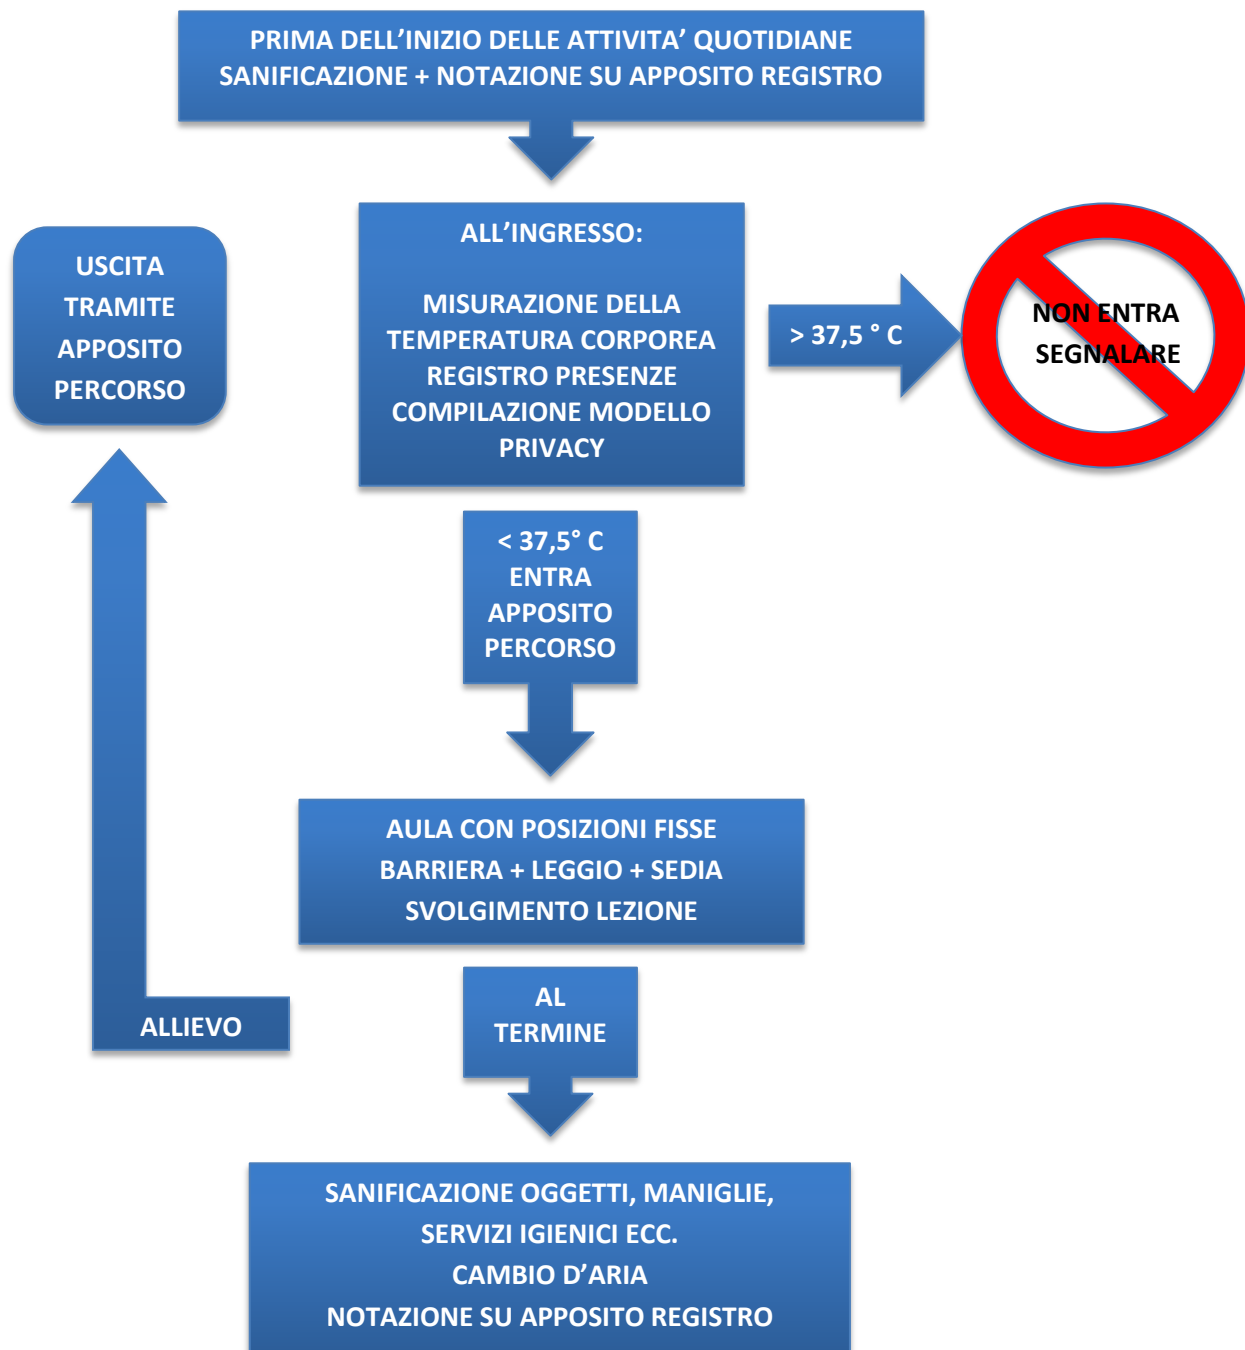 PRIMA DELL’INIZIO DELLE ATTIVITA’ QUOTIDIANE
SANIFICAZIONE + NOTAZIONE SU APPOSITO REGISTRO
ALL’INGRESSO:
MISURAZIONE DELLA
TEMPERATURA CORPOREA
REGISTRO PRESENZE
COMPILAZIONE MODELLO
PRIVACY
> 37,5 ° C
NON ENTRA
SEGNALARE
USCITA
TRAMITE
APPOSITO
PERCORSO
< 37,5° C
ENTRA
APPOSITO
PERCORSO
AULA CON POSIZIONI FISSE
BARRIERA + LEGGIO + SEDIA
SVOLGIMENTO LEZIONE
ALLIEVO
AL
TERMINE
SANIFICAZIONE OGGETTI, MANIGLIE,
SERVIZI IGIENICI ECC.
CAMBIO D’ARIA
NOTAZIONE SU APPOSITO REGISTRO